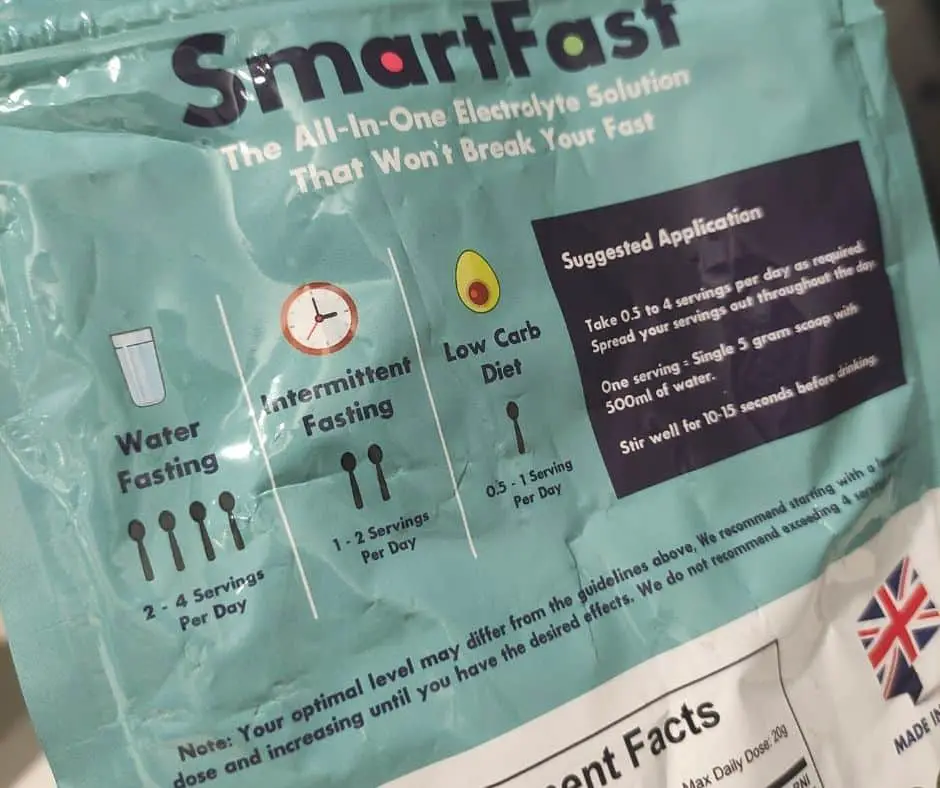 SmartFast
The All-In-One Electrolyte Solution
That Won't Break Your Fast
Water
Fasting
2 - 4 Servings
Per Day
Intermittent
Fasting
1 - 2 Servings
Per Day
Low Carb
Diet
0.5 - 1 Serving
Per Day
Suggested Application
Take 0.5 to 4 servings per day as required.
Spread your servings out throughout the day.
One serving = Single 5 gram scoop with
500ml of water.
Stir well for 10-15 seconds before drinking.
Note: Your optimal level may differ from the guidelines above, We recommend starting with a
dose and increasing until you have the desired effects. We do not recommend exceeding 4
Facts
Max Daily Dose: 20g
MADE IN